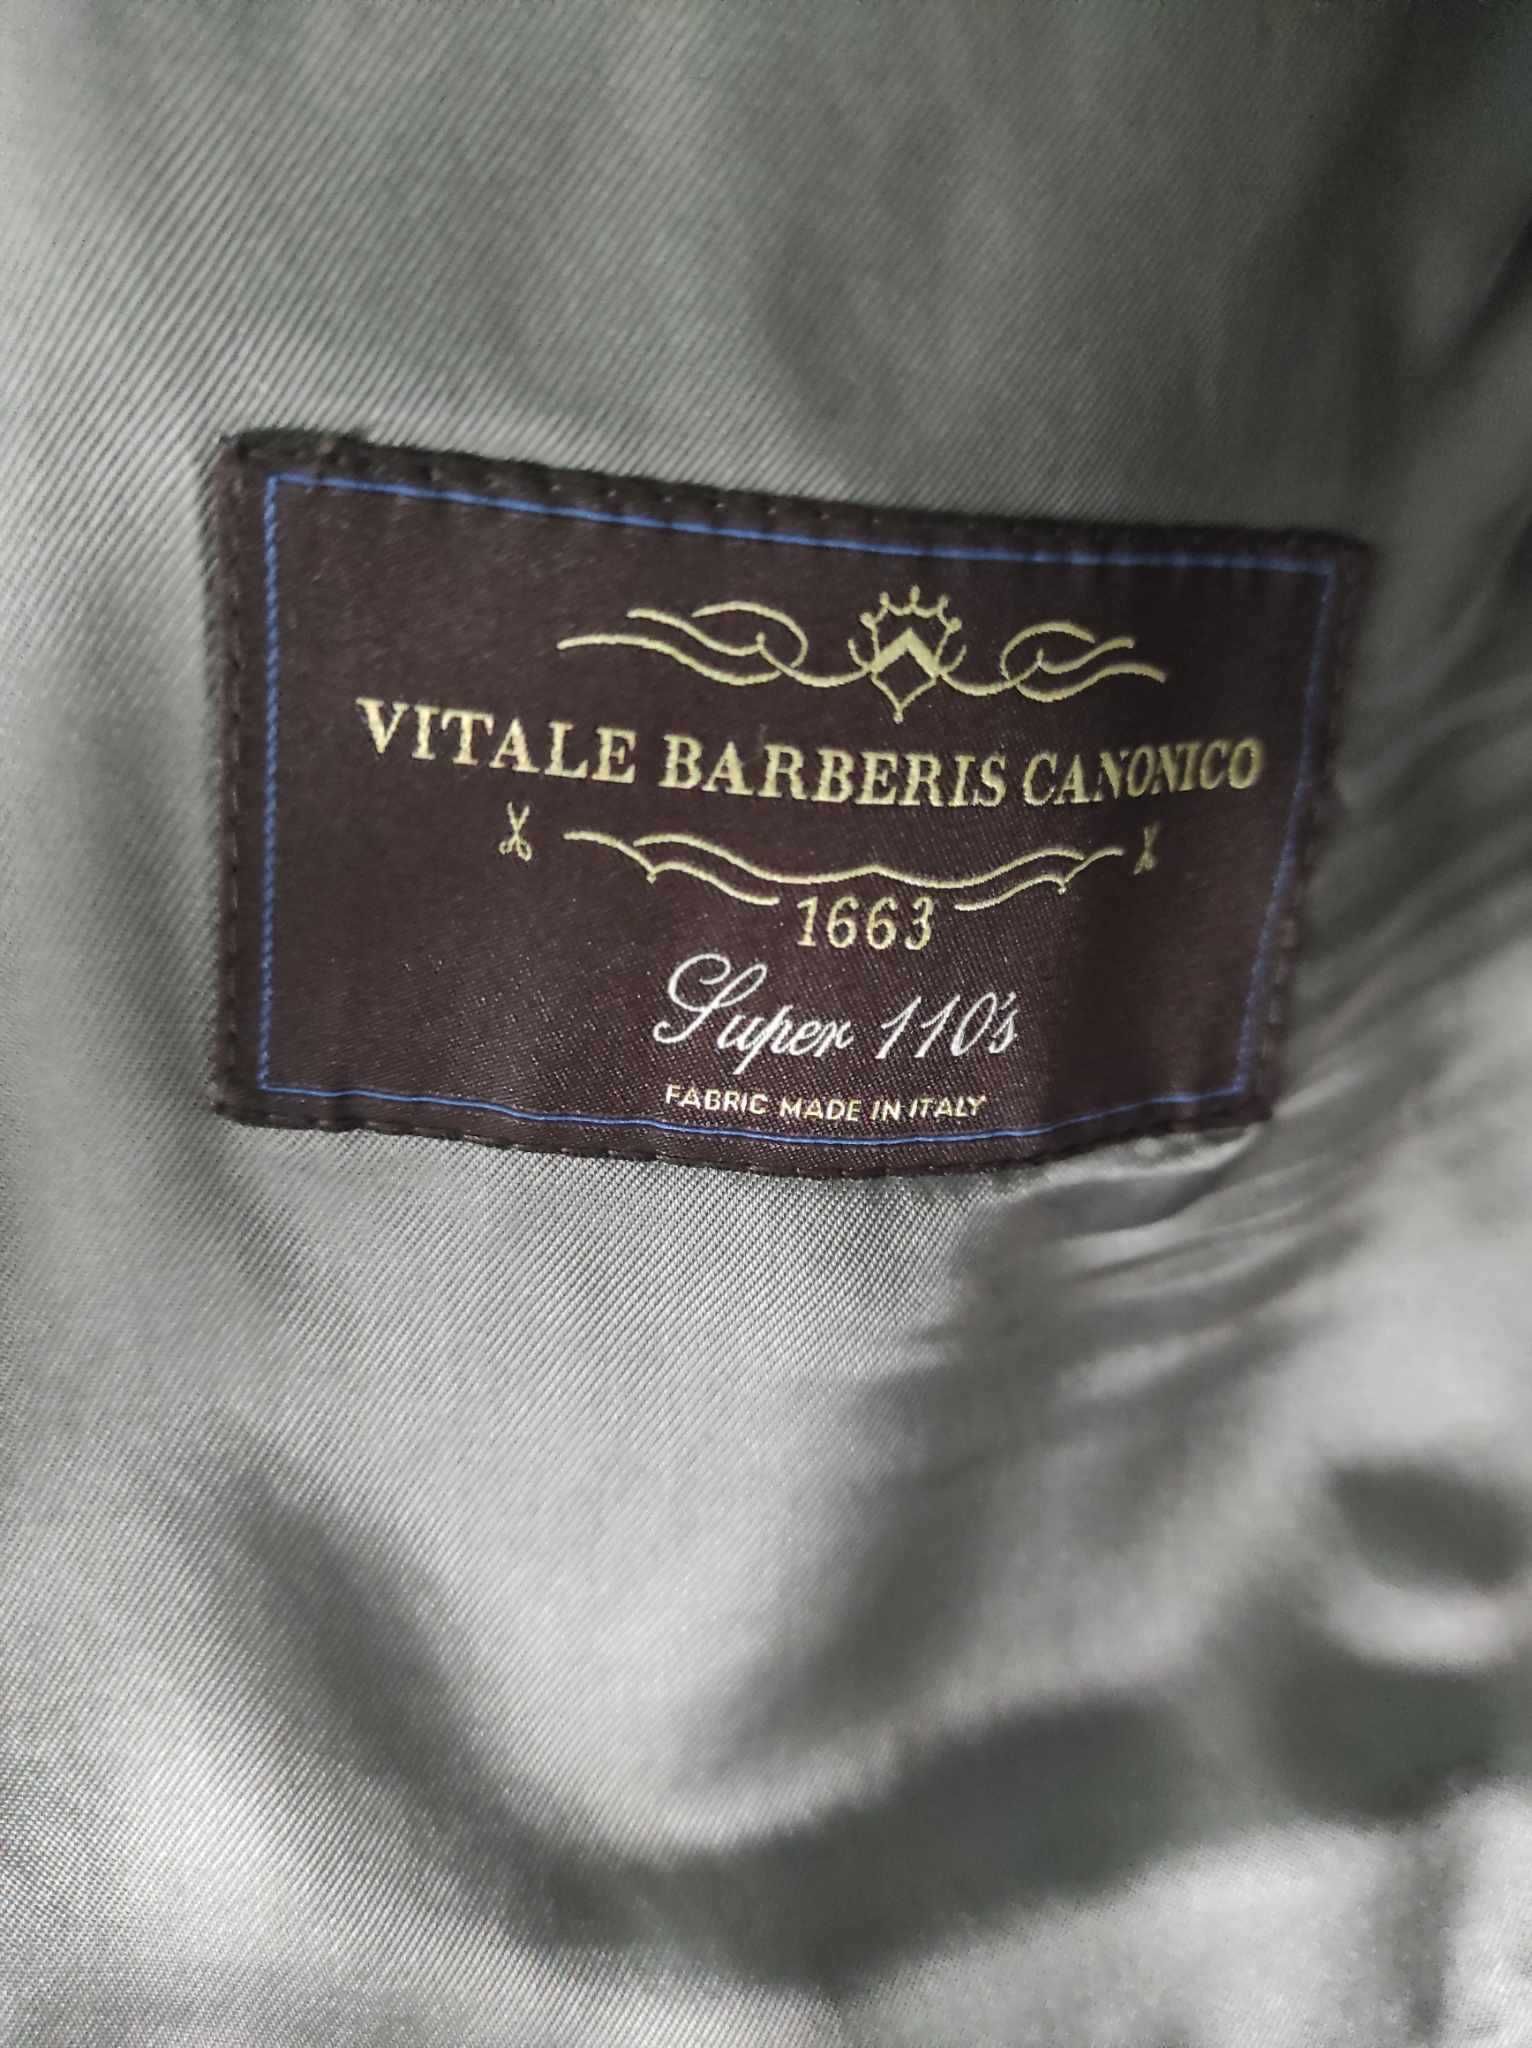 VITALE BARBERIS CANONICO
1663
Super 110's
FABRIC MADE IN ITALY